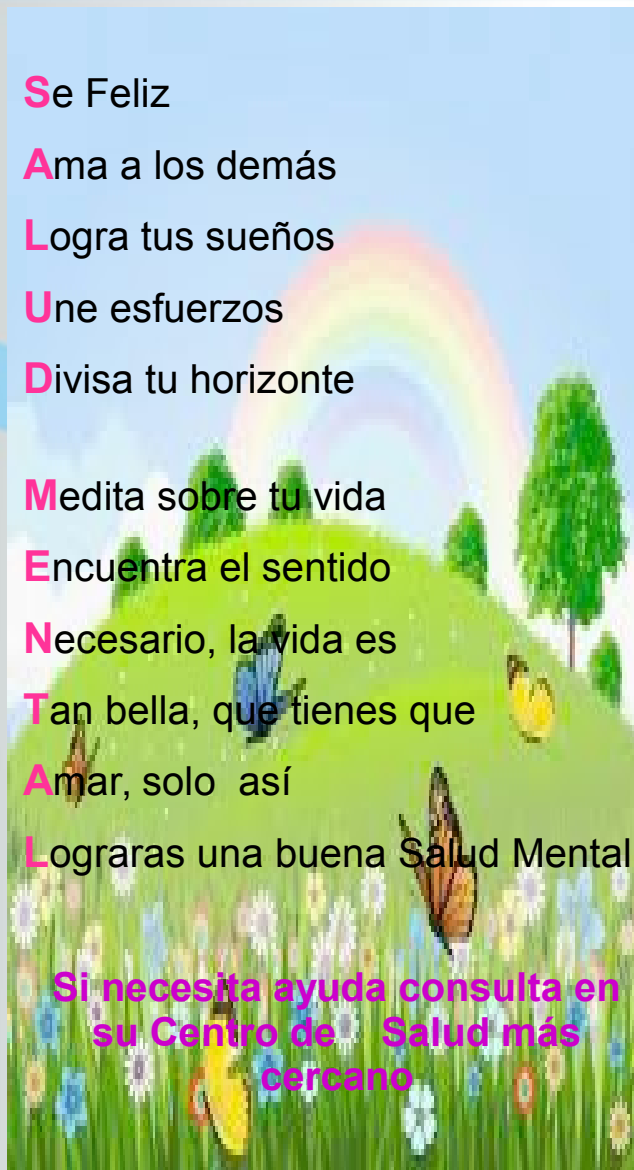 Se Feliz
Ama a los demás
Logra tus sueños
Une esfuerzos
Divisa tu horizonte
Medita sobre tu vida
Encuentra el sentido
Necesario, la vida es
Tan bella, que tienes que
Amar, solo  así
Lograras una buena Salud Mental
Si necesita ayuda consulta en
su Centro de    Salud más
cercano